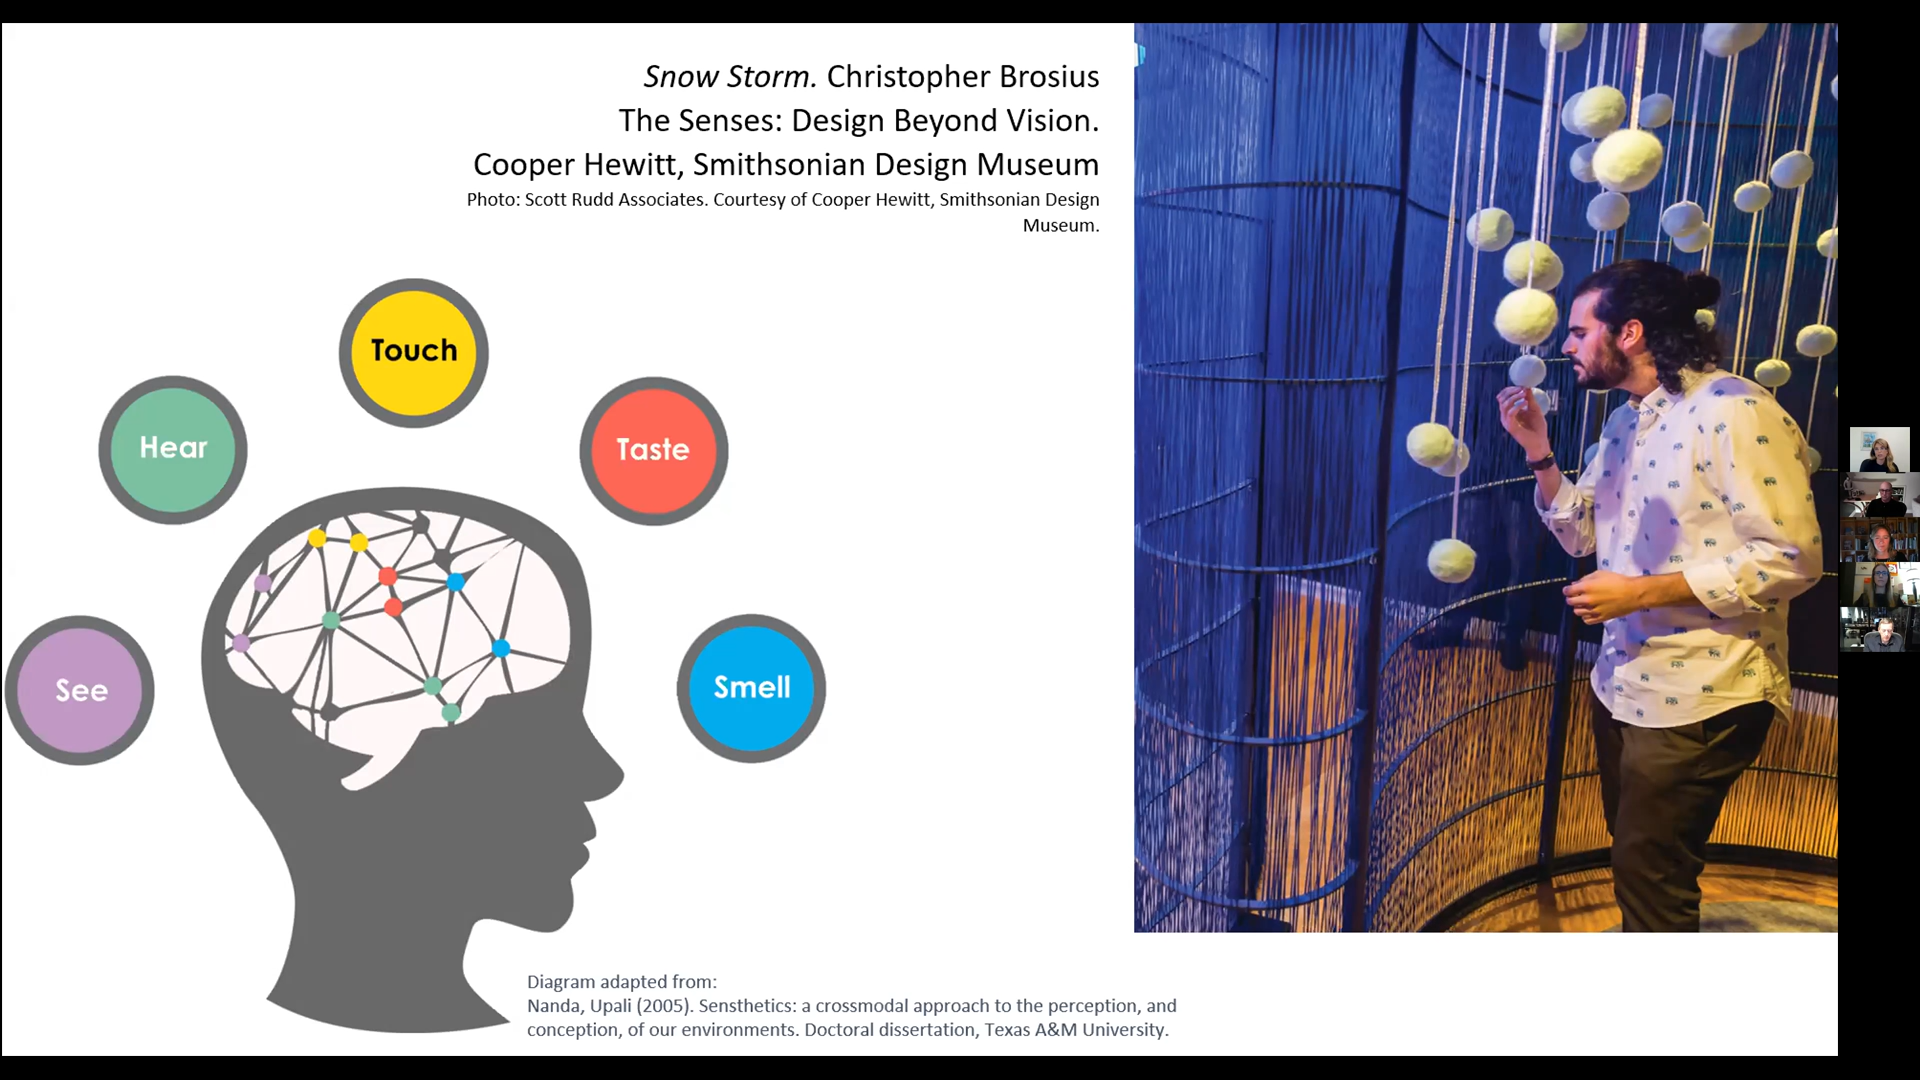 Snow Storm. Christopher Brosius
The Senses: Design Beyond Vision.
Cooper Hewitt, Smithsonian Design Museum
Photo: Scott Rudd Associates. Courtesy of Cooper Hewitt, Smithsonian Design
Museum.
Touch
Hear
Taste
See
Smell
Diagram adapted from:
Nanda, Upali (2005). Sensthetics: a crossmodal approach to the perception, and
conception, of our environments. Doctoral dissertation, Texas A&M University.